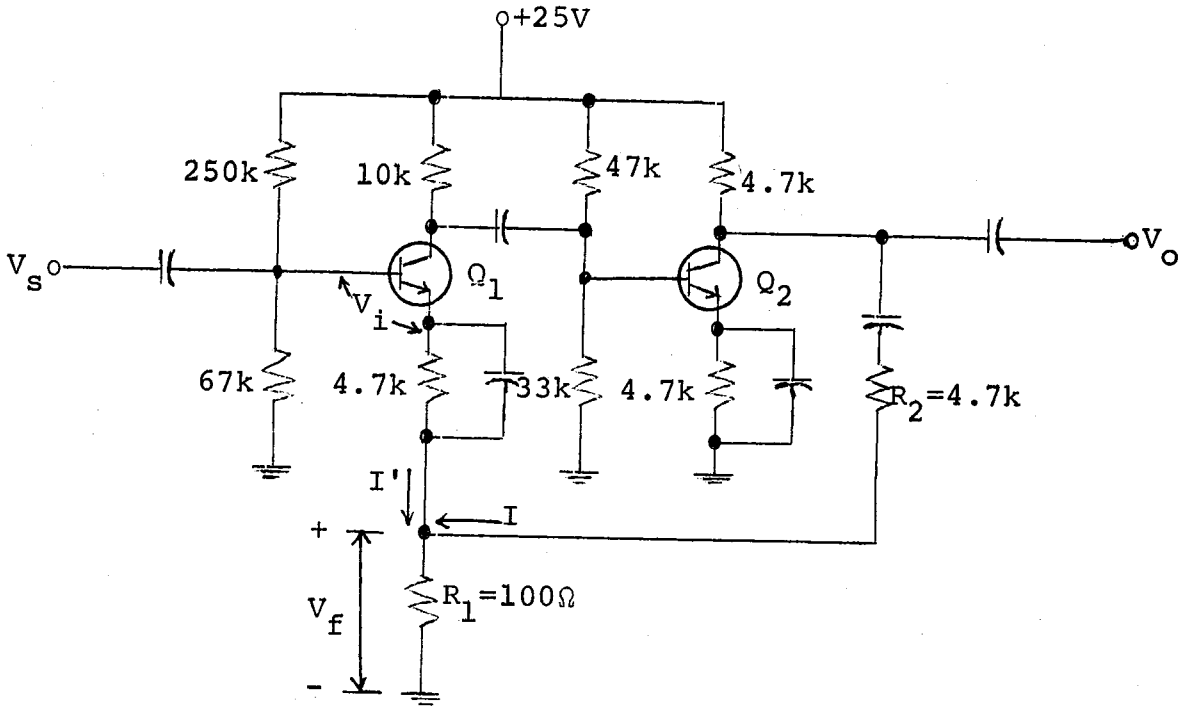 +25V
250k
10k
47k
4.7k
V_s
Q_1
V_i
Q_2
V_o
67k
4.7k
33k
4.7k
R_2=4.7k
I'
I
+
V_f
R_1=100Ω
-